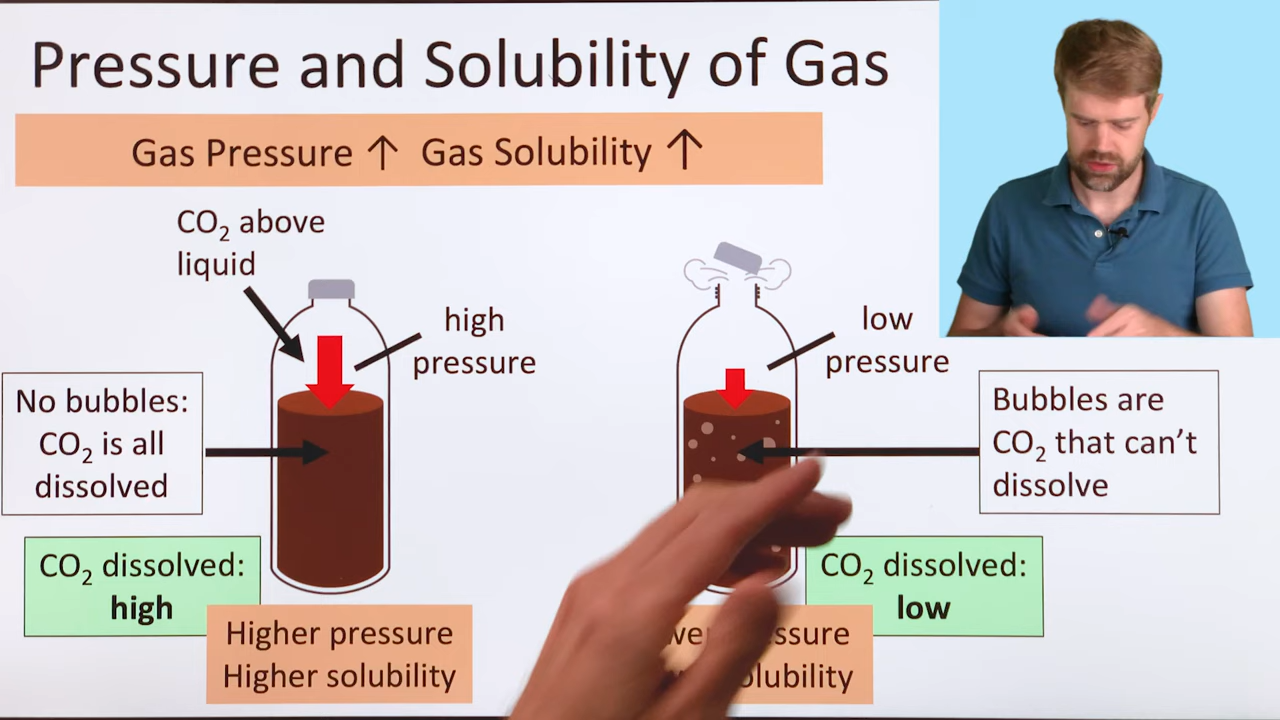 Pressure and Solubility of Gas
Gas Pressure ↑ Gas Solubility ↑
CO₂ above
liquid
high
pressure
low
pressure
No bubbles:
CO₂ is all
dissolved
Bubbles are
CO₂ that can't
dissolve
CO₂ dissolved:
high
CO₂ dissolved:
low
Higher pressure
Higher solubility